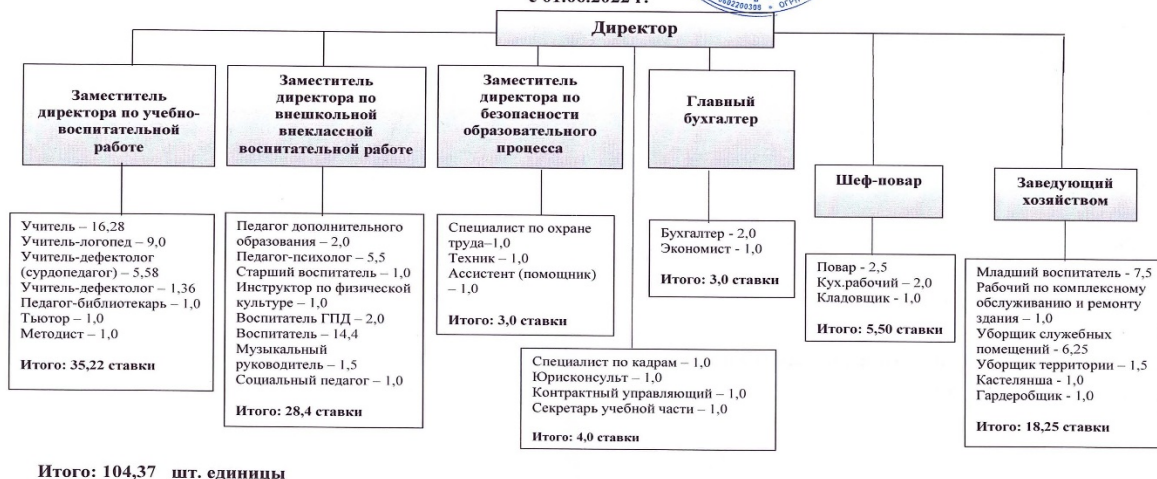 с 01.06.2022 г.
Директор
Заместитель
директора по учебно-
воспитательной
работе
Заместитель
директора по
внешкольной
внеклассной
воспитательной работе
Заместитель
директора по
безопасности
образовательного
процесса
Главный
бухгалтер
Шеф-повар
Заведующий
хозяйством
Учитель – 16,28
Учитель-логопед – 9,0
Учитель-дефектолог
(сурдопедагог) – 5,58
Учитель-дефектолог – 1,36
Педагог-библиотекарь – 1,0
Тьютор – 1,0
Методист – 1,0
Итого: 35,22 ставки
Педагог дополнительного
образования – 2,0
Педагог-психолог – 5,5
Старший воспитатель – 1,0
Инструктор по физической
культуре – 1,0
Воспитатель ГПД – 2,0
Воспитатель – 14,4
Музыкальный
руководитель – 1,5
Социальный педагог – 1,0
Итого: 28,4 ставки
Специалист по охране
труда–1,0
Техник – 1,0
Ассистент (помощник)
– 1,0
Итого: 3,0 ставки
Бухгалтер - 2,0
Экономист - 1,0
Итого: 3,0 ставки
Специалист по кадрам – 1,0
Юрисконсульт – 1,0
Контрактный управляющий – 1,0
Секретарь учебной части – 1,0
Итого: 4,0 ставки
Повар – 2,5
Кух.рабочий – 2,0
Кладовщик - 1,0
Итого: 5,50 ставки
Младший воспитатель - 7,5
Рабочий по комплексному
обслуживанию и ремонту
здания – 1,0
Уборщик служебных
помещений - 6,25
Уборщик территории – 1,5
Кастелянша – 1,0
Гардеробщик - 1,0
Итого: 18,25 ставки
Итого: 104,37 шт. единицы